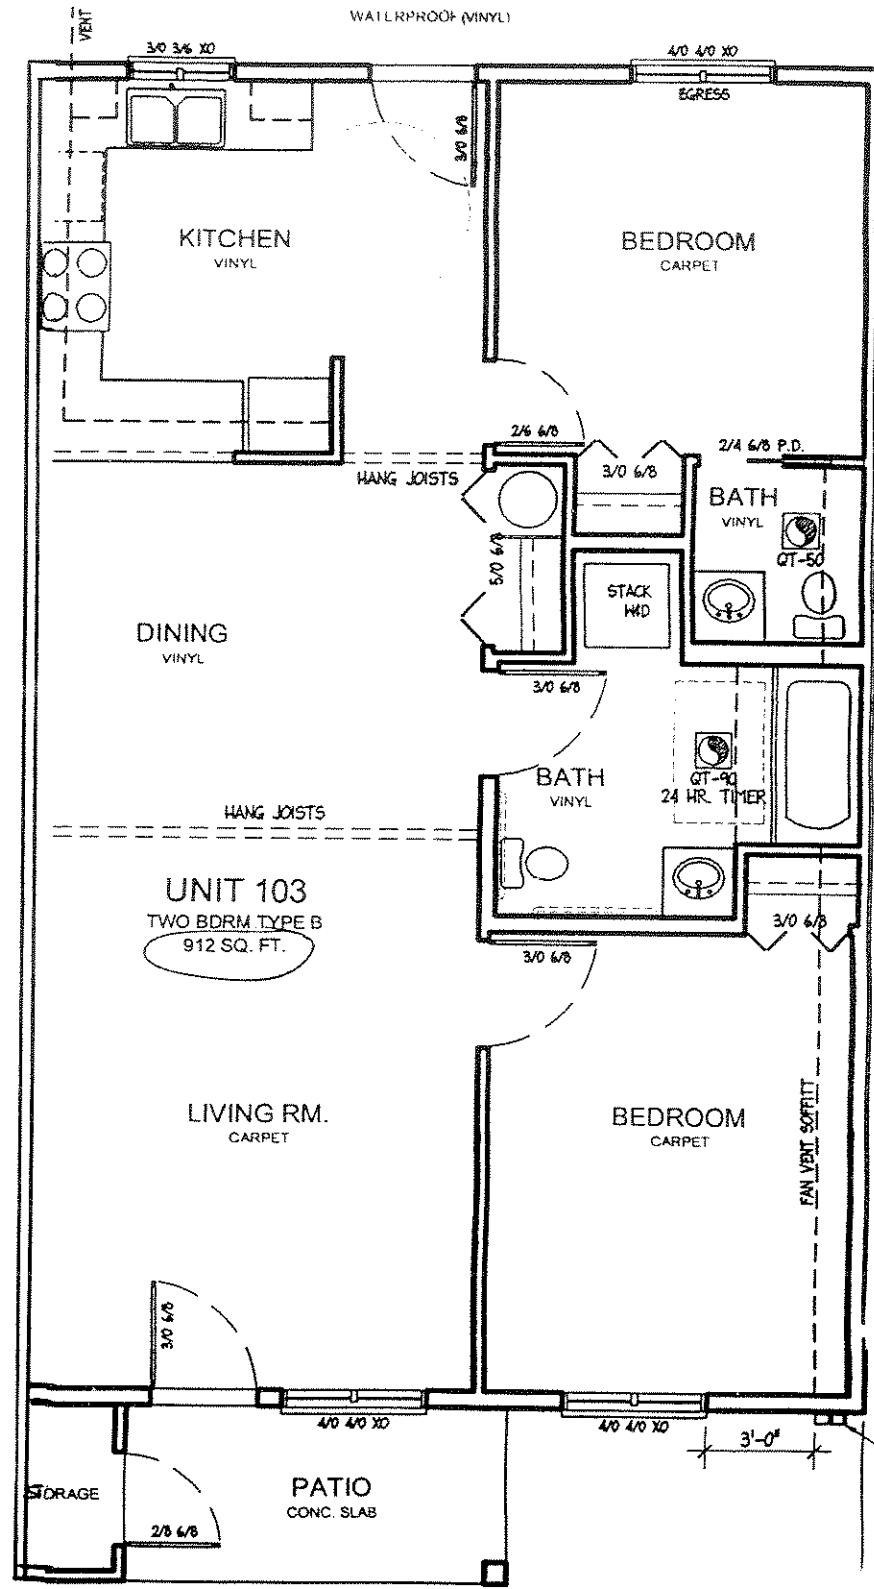 WATERPROOF (VINYL)
VENT
3/0 3/6 XO
4/0 4/0 XO
EGRESS
3/0 6/8
KITCHEN
VINYL
BEDROOM
CARPET
2/6 6/8
3/0 6/8
2/4 6/8 P.D.
HANG JOISTS
BATH
VINYL
QT-50
5/0 6/8
STACK
W&D
DINING
VINYL
3/0 6/8
BATH
VINYL
QT-90
24 HR. TIMER
HANG JOISTS
UNIT 103
TWO BDRM TYPE B
912 SQ. FT.
3/0 6/8
3/0 6/8
LIVING RM.
CARPET
BEDROOM
CARPET
FAN VENT SOFFITT
3/0 6/8
4/0 4/0 XO
4/0 4/0 XO
3'-0"
STORAGE
PATIO
CONC. SLAB
2/8 6/8